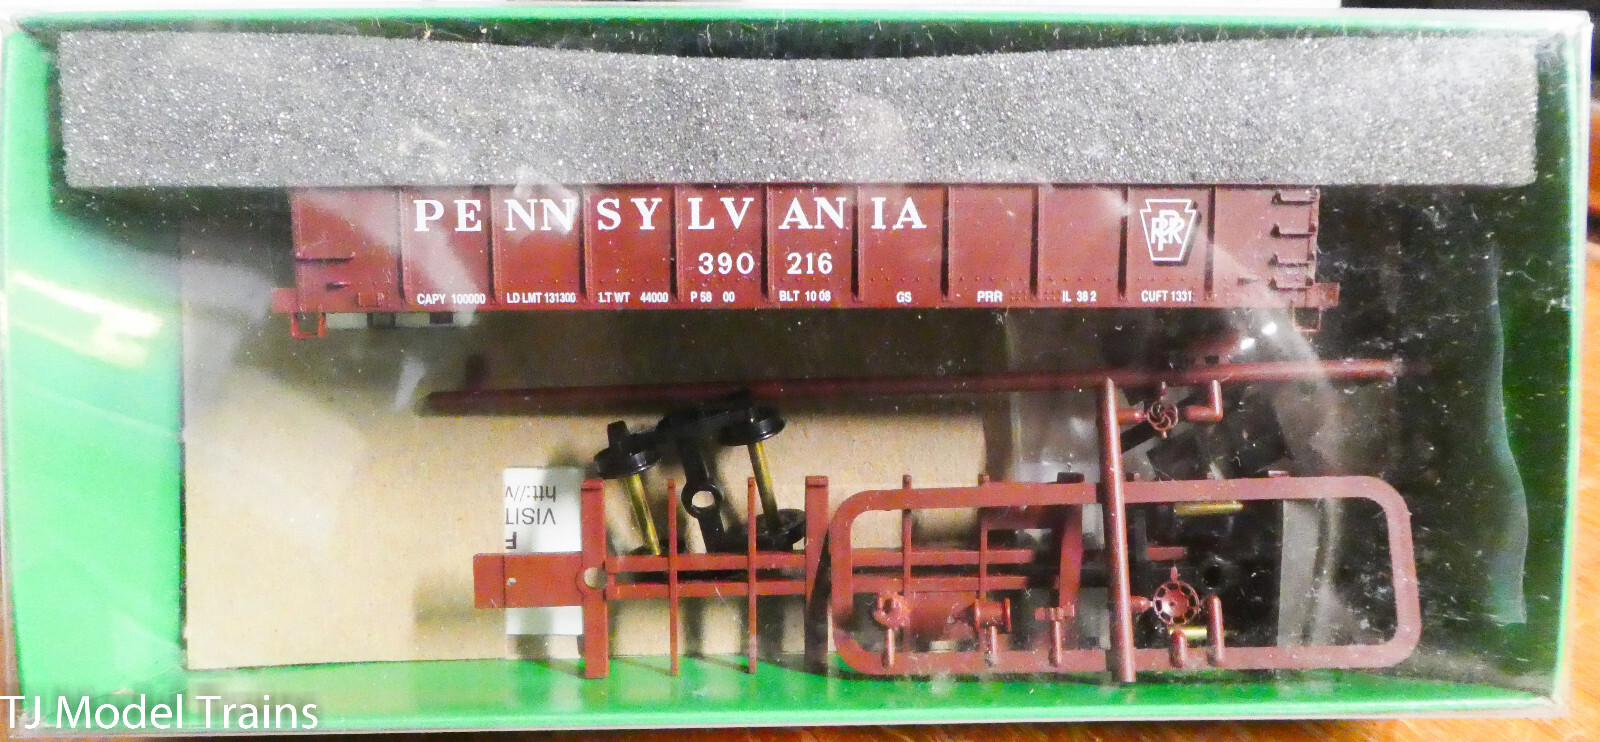 PENNSYLVANIA
PRR
390 216
CAPY 100000 LD LMT 131300 LT WT 44000 P 58 00 BLT 10 08 GS PRR IL 38 2 CUFT 1331
F
VISIT
htt://w
TJ Model Trains